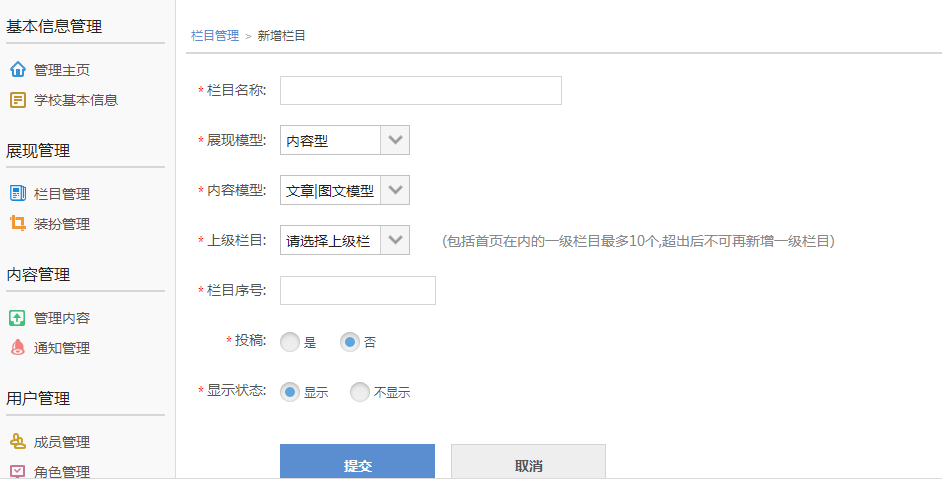 基本信息管理
管理主页
学校基本信息
展现管理
栏目管理
装扮管理
内容管理
管理内容
通知管理
用户管理
成员管理
角色管理
栏目管理 > 新增栏目
*栏目名称:
*展现模型: 内容型
*内容模型: 文章|图文模型
*上级栏目: 请选择上级栏 (包括首页在内的一级栏目最多10个,超出后不可再新增一级栏目)
*栏目序号:
*投稿: 是 否
*显示状态: 显示 不显示
提交 取消